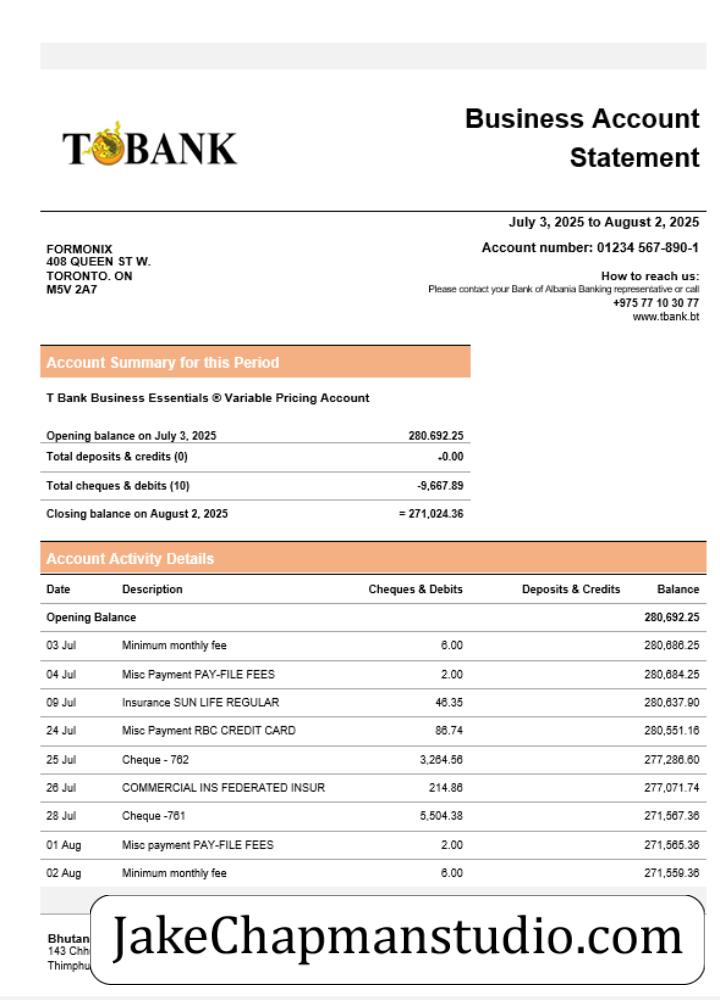 T BANK
Business Account
Statement
July 3, 2025 to August 2, 2025
FORMONIX
408 QUEEN ST W.
TORONTO. ON
M5V 2A7
Account number: 01234 567-890-1
How to reach us:
Please contact your Bank of Albania Banking representative or call
+975 77 10 30 77
www.tbank.bt
Account Summary for this Period
T Bank Business Essentials ® Variable Pricing Account
Opening balance on July 3, 2025 280.692.25
Total deposits & credits (0) -0.00
Total cheques & debits (10) -9,667.89
Closing balance on August 2, 2025 = 271,024.36
Account Activity Details
Date Description Cheques & Debits Deposits & Credits Balance
Opening Balance 280,692.25
03 Jul Minimum monthly fee 6.00 280,686.25
04 Jul Misc Payment PAY-FILE FEES 2.00 280,684.25
09 Jul Insurance SUN LIFE REGULAR 46.35 280,637.90
24 Jul Misc Payment RBC CREDIT CARD 86.74 280,551.16
25 Jul Cheque - 762 3,264.56 277,286.60
26 Jul COMMERCIAL INS FEDERATED INSUR 214.86 277,071.74
28 Jul Cheque -761 5,504.38 271,567.36
01 Aug Misc payment PAY-FILE FEES 2.00 271,565.36
02 Aug Minimum monthly fee 6.00 271,559.36
Bhutan
143 Chh
Thimphu
JakeChapmanstudio.com